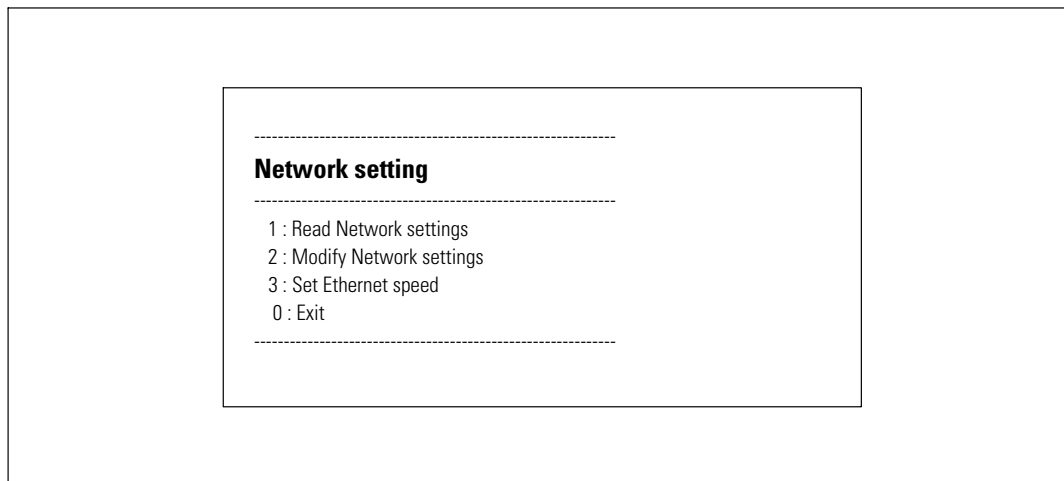 ------------------------------------------------------------
Network setting
------------------------------------------------------------
1 : Read Network settings
2 : Modify Network settings
3 : Set Ethernet speed
0 : Exit
------------------------------------------------------------